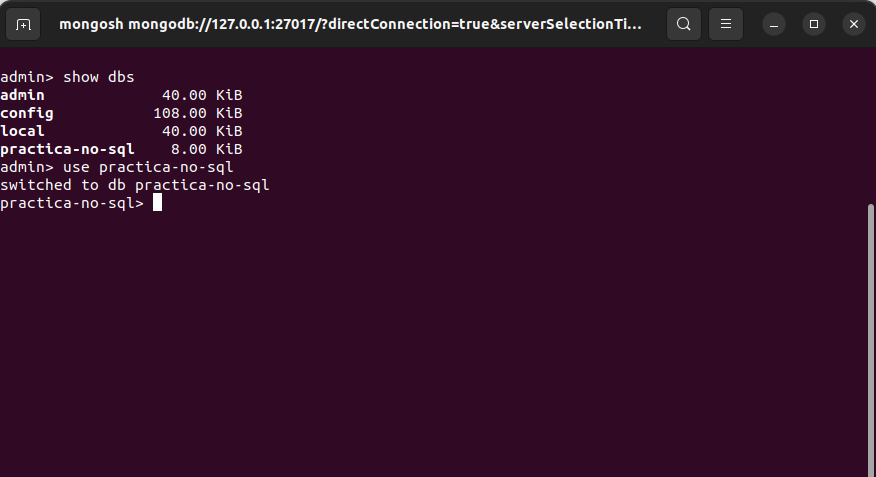 mongosh mongodb://127.0.0.1:27017/?directConnection=true&serverSelectionTi...
admin> show dbs
admin 40.00 KiB
config 108.00 KiB
local 40.00 KiB
practica-no-sql 8.00 KiB
admin> use practica-no-sql
switched to db practica-no-sql
practica-no-sql>